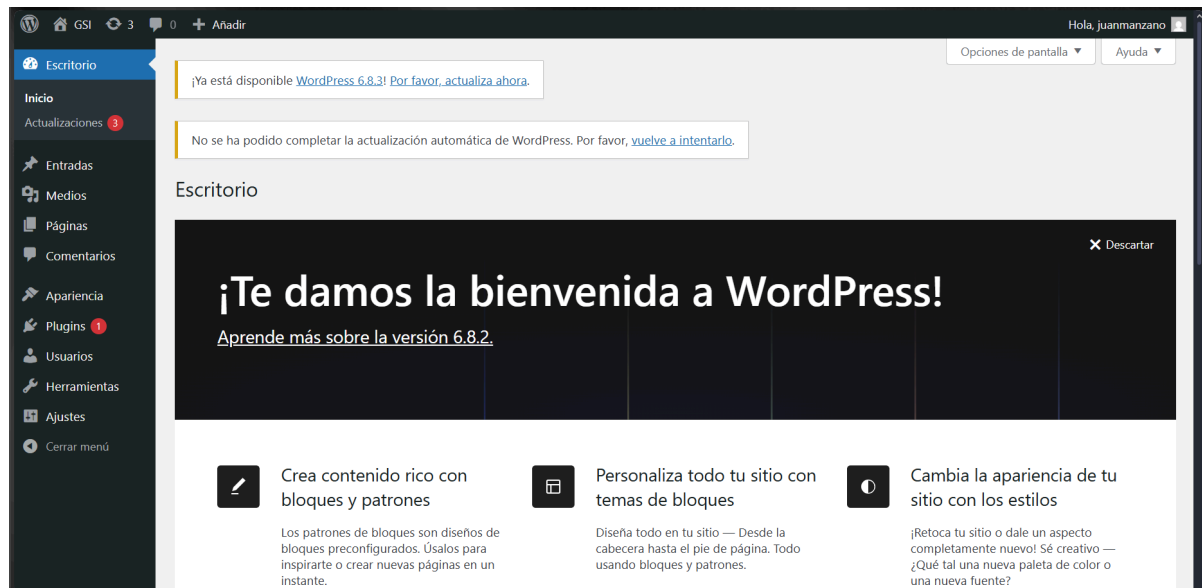 GSI 3 0 + Añadir
Hola, juanmanzano
Escritorio
Inicio
Actualizaciones 3
Entradas
Medios
Páginas
Comentarios
Apariencia
Plugins 1
Usuarios
Herramientas
Ajustes
Cerrar menú
Opciones de pantalla ▼
Ayuda ▼
¡Ya está disponible WordPress 6.8.3! Por favor, actualiza ahora.
No se ha podido completar la actualización automática de WordPress. Por favor, vuelve a intentarlo.
Escritorio
Descartar
¡Te damos la bienvenida a WordPress!
Aprende más sobre la versión 6.8.2.
Crea contenido rico con
bloques y patrones
Los patrones de bloques son diseños de
bloques preconfigurados. Úsalos para
inspirarte o crear nuevas páginas en un
instante.
Personaliza todo tu sitio con
temas de bloques
Diseña todo en tu sitio — Desde la
cabecera hasta el pie de página. Todo
usando bloques y patrones.
Cambia la apariencia de tu
sitio con los estilos
¡Retoca tu sitio o dale un aspecto
completamente nuevo! Sé creativo —
¿Qué tal una nueva paleta de color o
una nueva fuente?